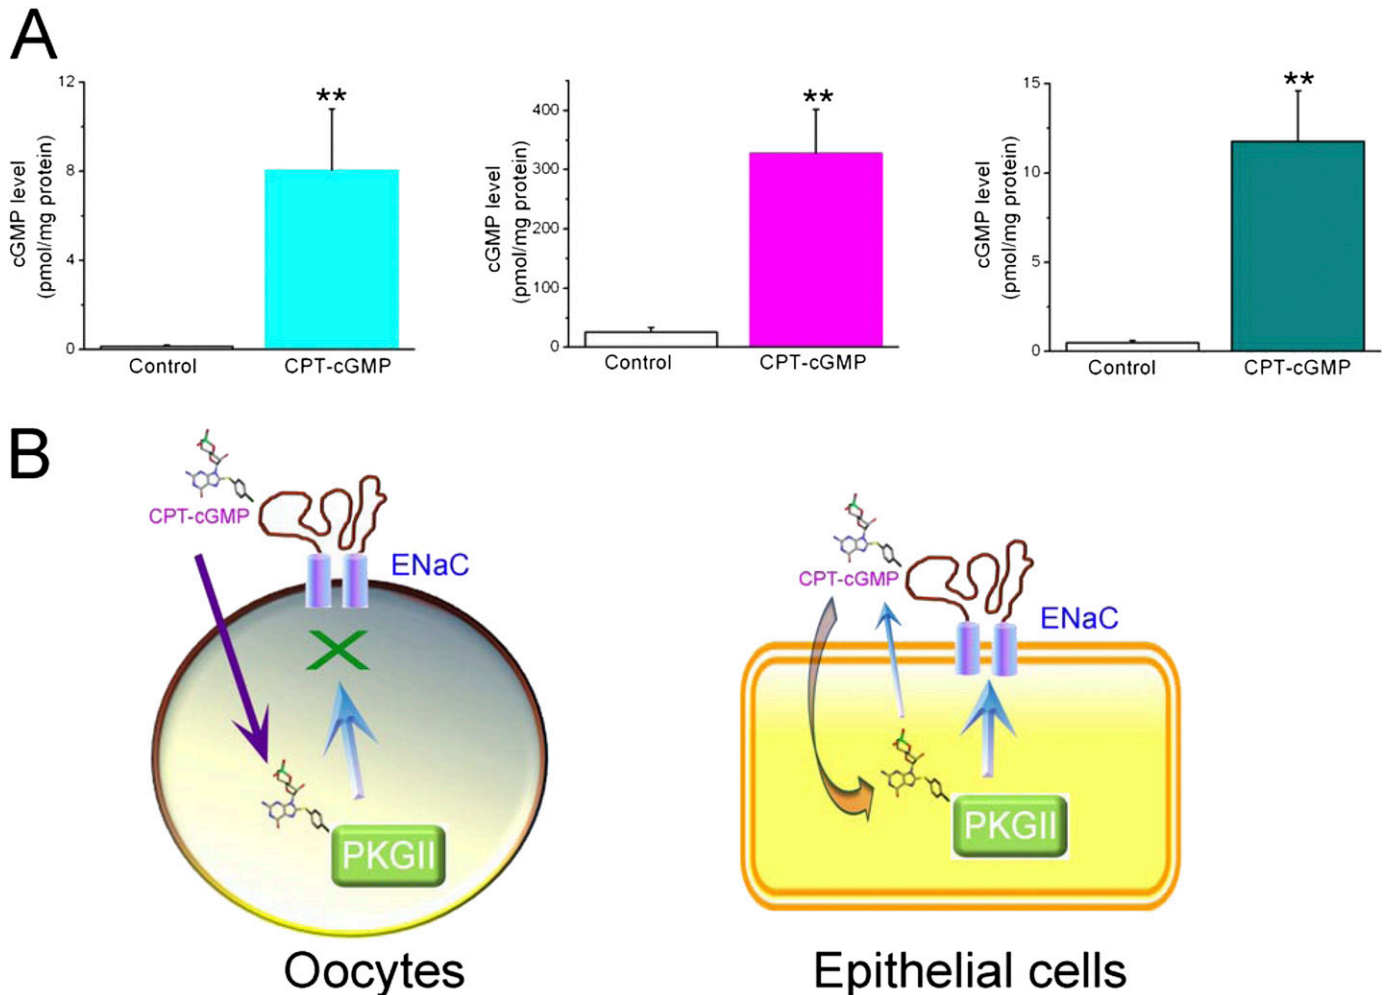 A
12
8
4
0
cGMP level
(pmol/mg protein)
**
Control
CPT-cGMP
400
300
200
100
0
cGMP level
(pmol/mg protein)
**
Control
CPT-cGMP
15
10
5
0
cGMP level
(pmol/mg protein)
**
Control
CPT-cGMP
B
CPT-cGMP
ENaC
PKGII
Oocytes
CPT-cGMP
ENaC
PKGII
Epithelial cells